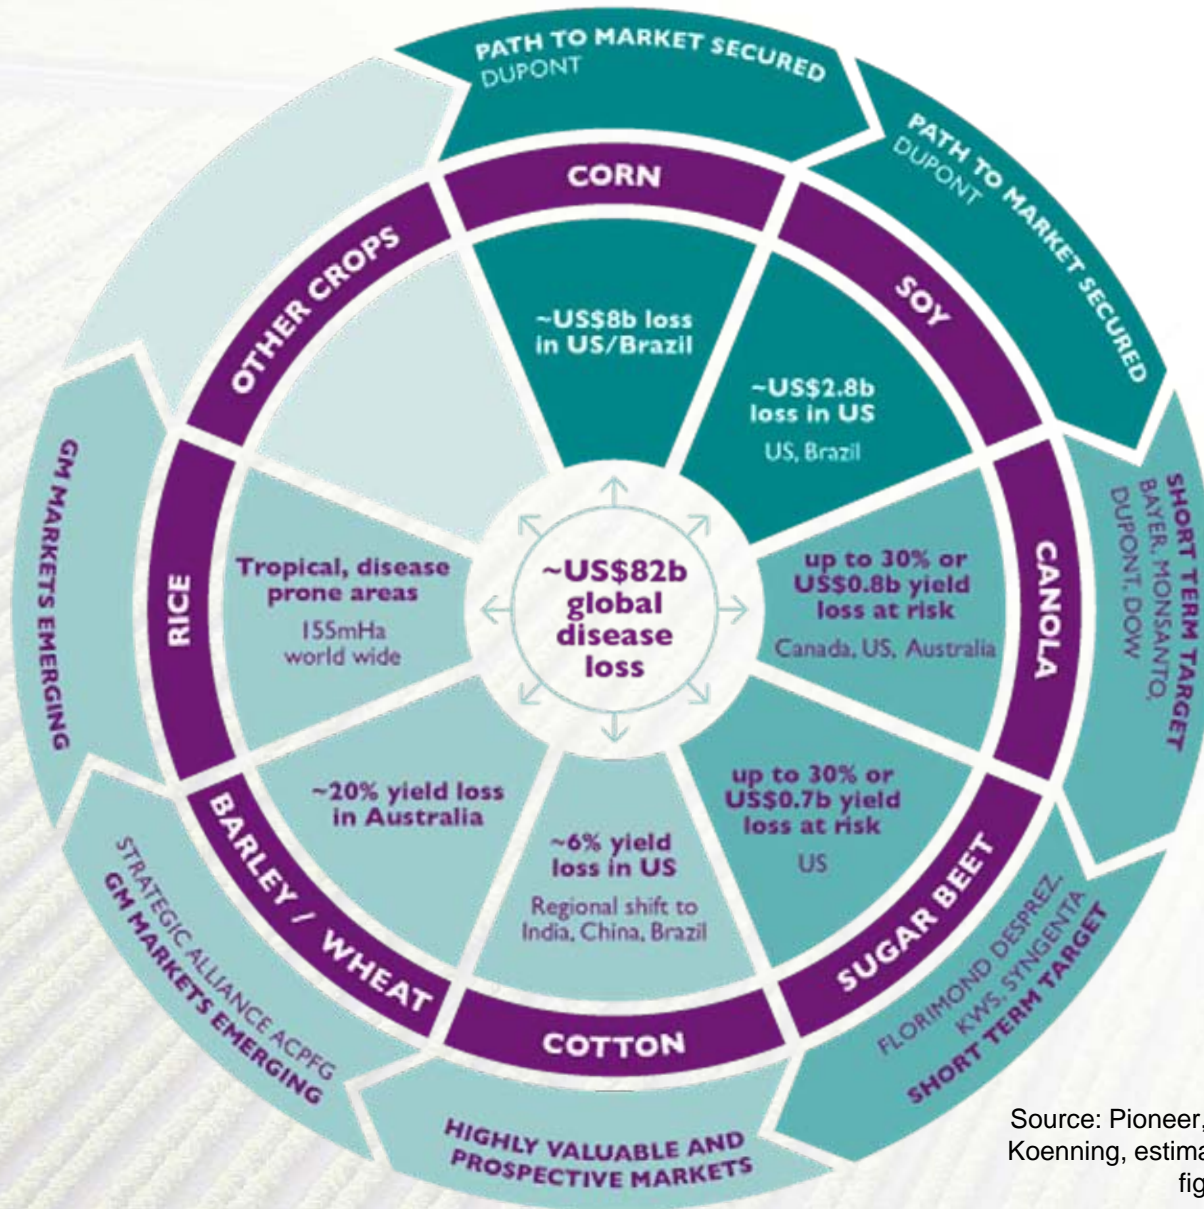 PATH TO MARKET SECURED
DUPONT
CORN
~US$8b loss
in US/Brazil
PATH TO MARKET SECURED
DUPONT
SOY
~US$2.8b
loss in US
US, Brazil
SHORT TERM TARGET
BAYER, MONSANTO,
DUPONT, DOW
CANOLA
up to 30% or
US$0.8b yield
loss at risk
Canada, US, Australia
SUGAR BEET
up to 30% or
US$0.7b yield
loss at risk
US
FLORIMOND DESPREZ,
KWS, SYNGENTA
SHORT TERM TARGET
COTTON
~6% yield
loss in US
Regional shift to
India, China, Brazil
HIGHLY VALUABLE AND
PROSPECTIVE MARKETS
BARLEY / WHEAT
~20% yield loss
in Australia
STRATEGIC ALLIANCE ACPFG
GM MARKETS EMERGING
RICE
Tropical, disease
prone areas
155mHa
world wide
GM MARKETS EMERGING
OTHER CROPS
~US$82b
global
disease
loss
Source: Pioneer,
Koenning,